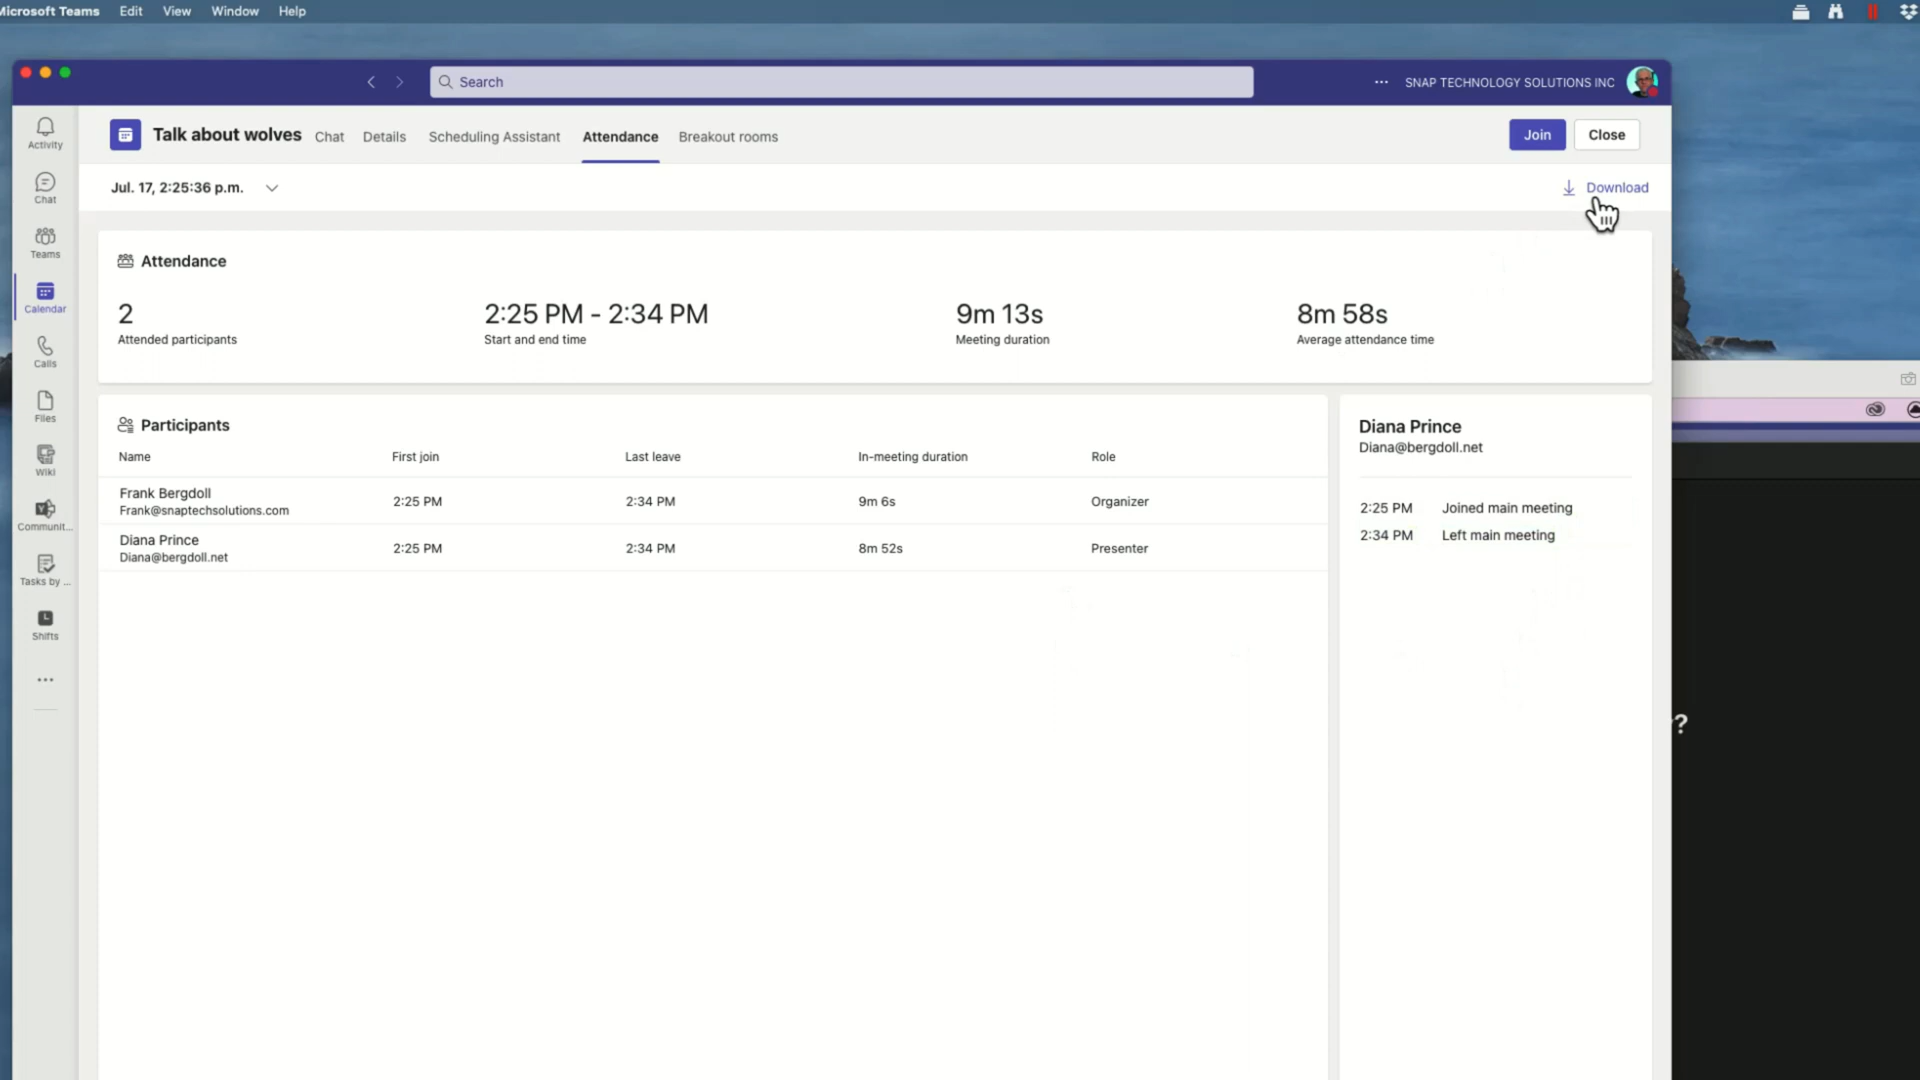 Microsoft Teams Edit View Window Help
Search
SNAP TECHNOLOGY SOLUTIONS INC
Talk about wolves Chat Details Scheduling Assistant Attendance Breakout rooms
Join Close
Jul. 17, 2:25:36 p.m.
Download
Activity
Chat
Teams
Calendar
Calls
Files
Wiki
Communit...
Tasks by ...
Shifts
Attendance
2 2:25 PM - 2:34 PM 9m 13s 8m 58s
Attended participants Start and end time Meeting duration Average attendance time
Participants
Name First join Last leave In-meeting duration Role
Frank Bergdoll
Frank@snaptechsolutions.com
2:25 PM 2:34 PM 9m 6s Organizer
Diana Prince
Diana@bergdoll.net
2:25 PM 2:34 PM 8m 52s Presenter
Diana Prince
Diana@bergdoll.net
2:25 PM Joined main meeting
2:34 PM Left main meeting
?